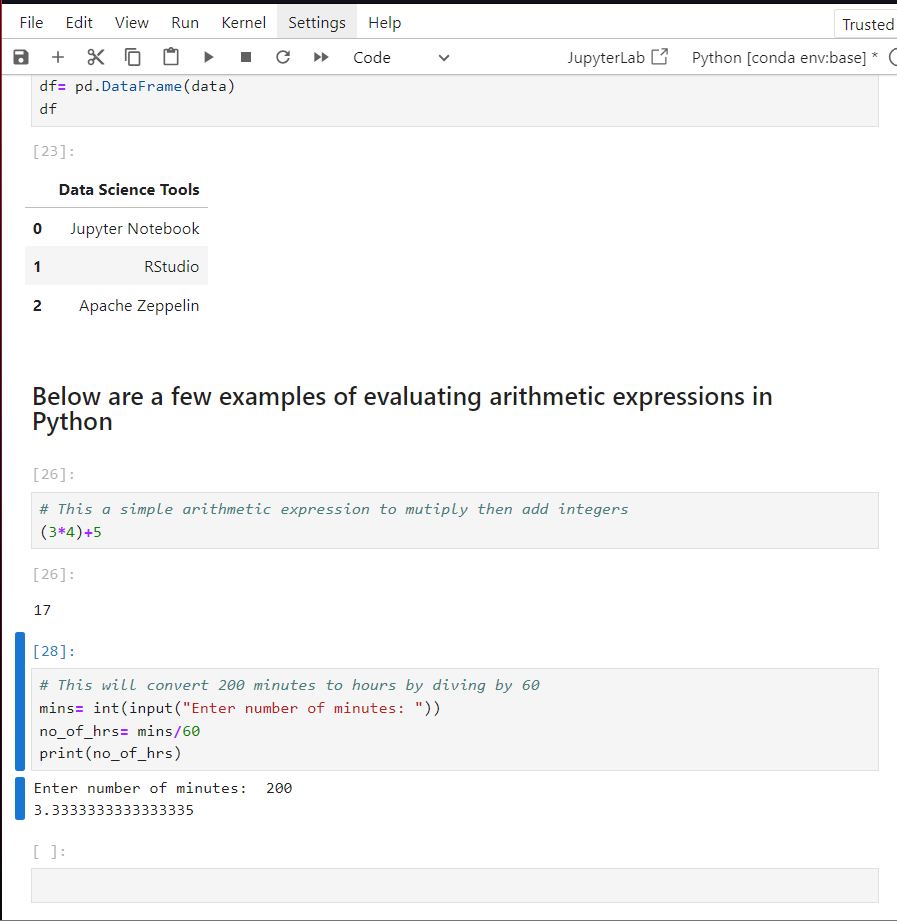 File Edit View Run Kernel Settings Help
Trusted
Code JupyterLab Python [conda env:base] *
df= pd.DataFrame(data)
df
[23]:
Data Science Tools
0 Jupyter Notebook
1 RStudio
2 Apache Zeppelin
Below are a few examples of evaluating arithmetic expressions in
Python
[26]:
# This a simple arithmetic expression to mutiply then add integers
(3*4)+5
[26]:
17
[28]:
# This will convert 200 minutes to hours by diving by 60
mins= int(input("Enter number of minutes: "))
no_of_hrs= mins/60
print(no_of_hrs)
Enter number of minutes:  200
3.3333333333333335
[ ]: